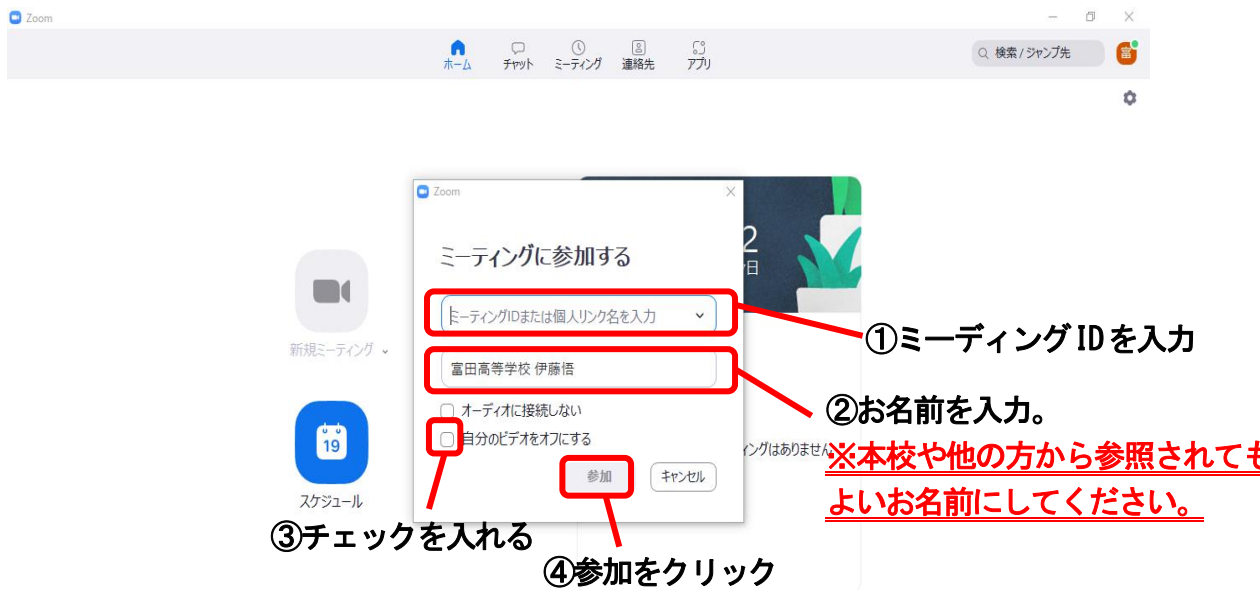 Zoom
ホーム
チャット
ミーティング
連絡先
アプリ
検索 / ジャンプ先
富
Zoom
ミーティングに参加する
2
日
ミーティングIDまたは個人リンク名を入力
①ミーディングIDを入力
新規ミーティング
富田高等学校 伊藤悟
②お名前を入力。
オーディオに接続しない
自分のビデオをオフにする
ィングはありません
※本校や他の方から参照されても
よいお名前にしてください。
19
参加
キャンセル
スケジュール
③チェックを入れる
④参加をクリック